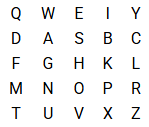 Q W E I Y
D A S B C
F G H K L
M N O P R
T U V X Z